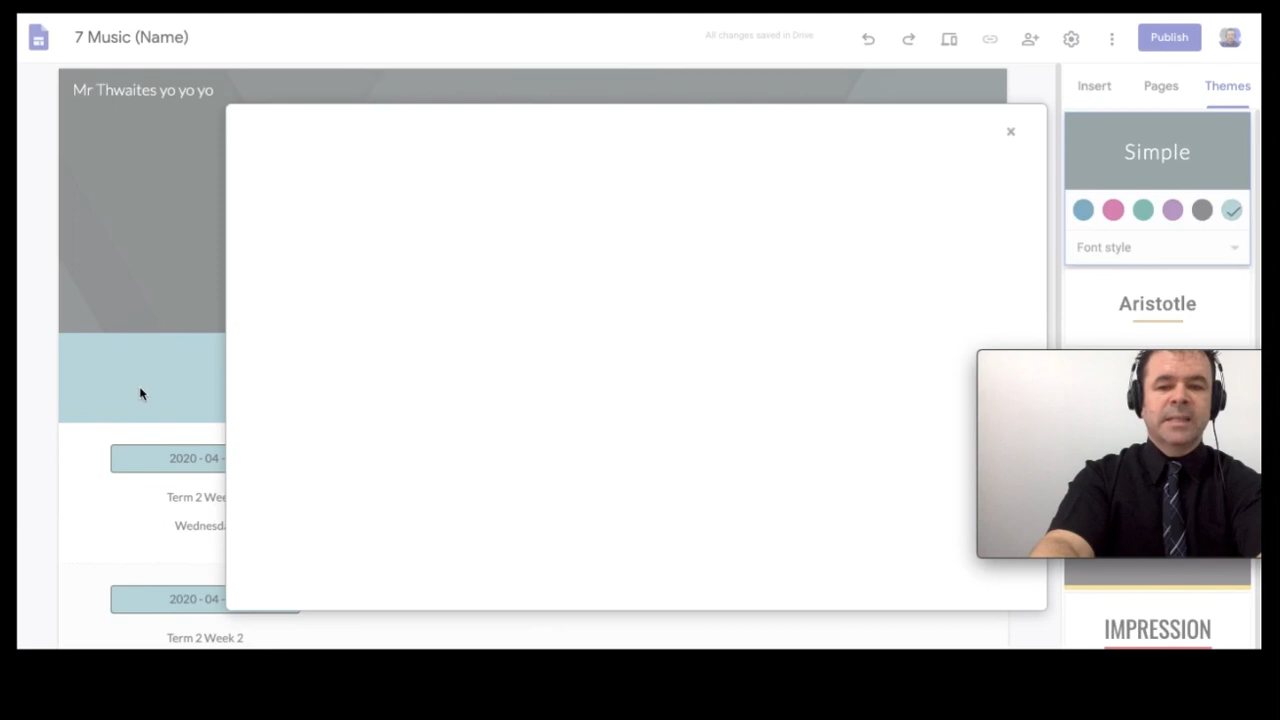 7 Music (Name)
All changes saved in Drive
Publish
Mr Thwaites yo yo yo
Insert
Pages
Themes
Simple
Font style
Aristotle
IMPRESSION
2020 - 04 -
Term 2 Wee
Wednesda
2020 - 04 -
Term 2 Week 2